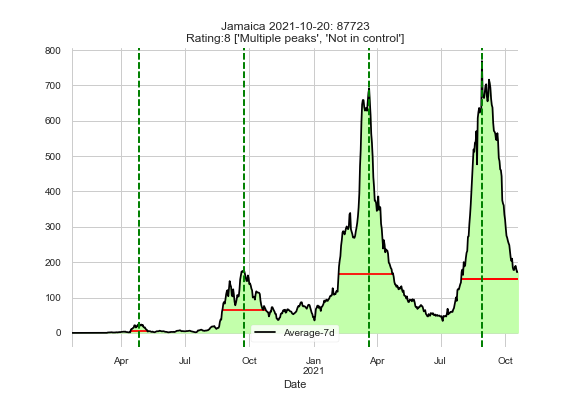 Jamaica 2021-10-20: 87723
Rating:8 ['Multiple peaks', 'Not in control']
800
700
600
500
400
300
200
100
0
Average-7d
Apr Jul Oct Jan Apr Jul Oct
2021
Date